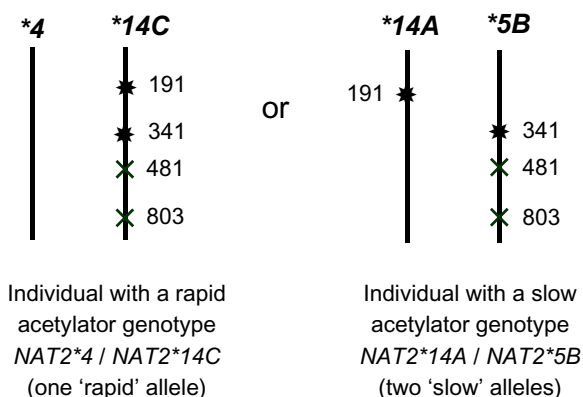 *4 *14C
191
341
481
803
or
*14A *5B
191
341
481
803
Individual with a rapid
acetylator genotype
NAT2*4 / NAT2*14C
(one ‘rapid’ allele)
Individual with a slow
acetylator genotype
NAT2*14A / NAT2*5B
(two ‘slow’ alleles)